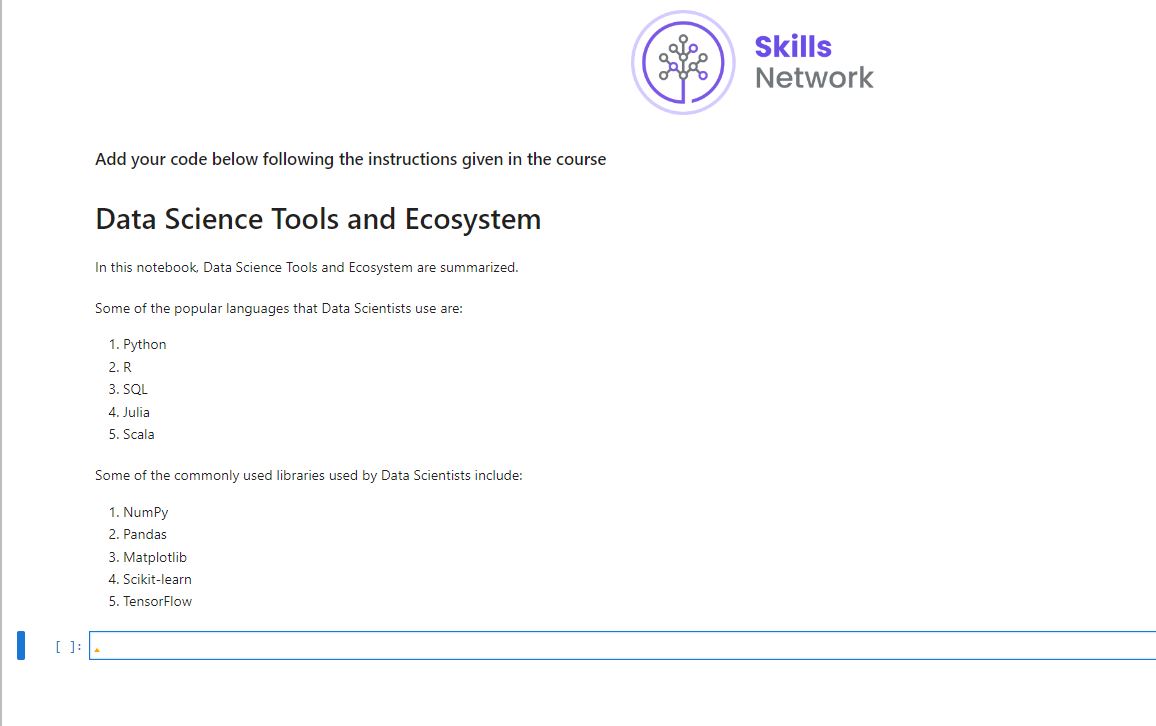 Skills
Network
Add your code below following the instructions given in the course
Data Science Tools and Ecosystem
In this notebook, Data Science Tools and Ecosystem are summarized.
Some of the popular languages that Data Scientists use are:
1. Python
2. R
3. SQL
4. Julia
5. Scala
Some of the commonly used libraries used by Data Scientists include:
1. NumPy
2. Pandas
3. Matplotlib
4. Scikit-learn
5. TensorFlow
[ ]: